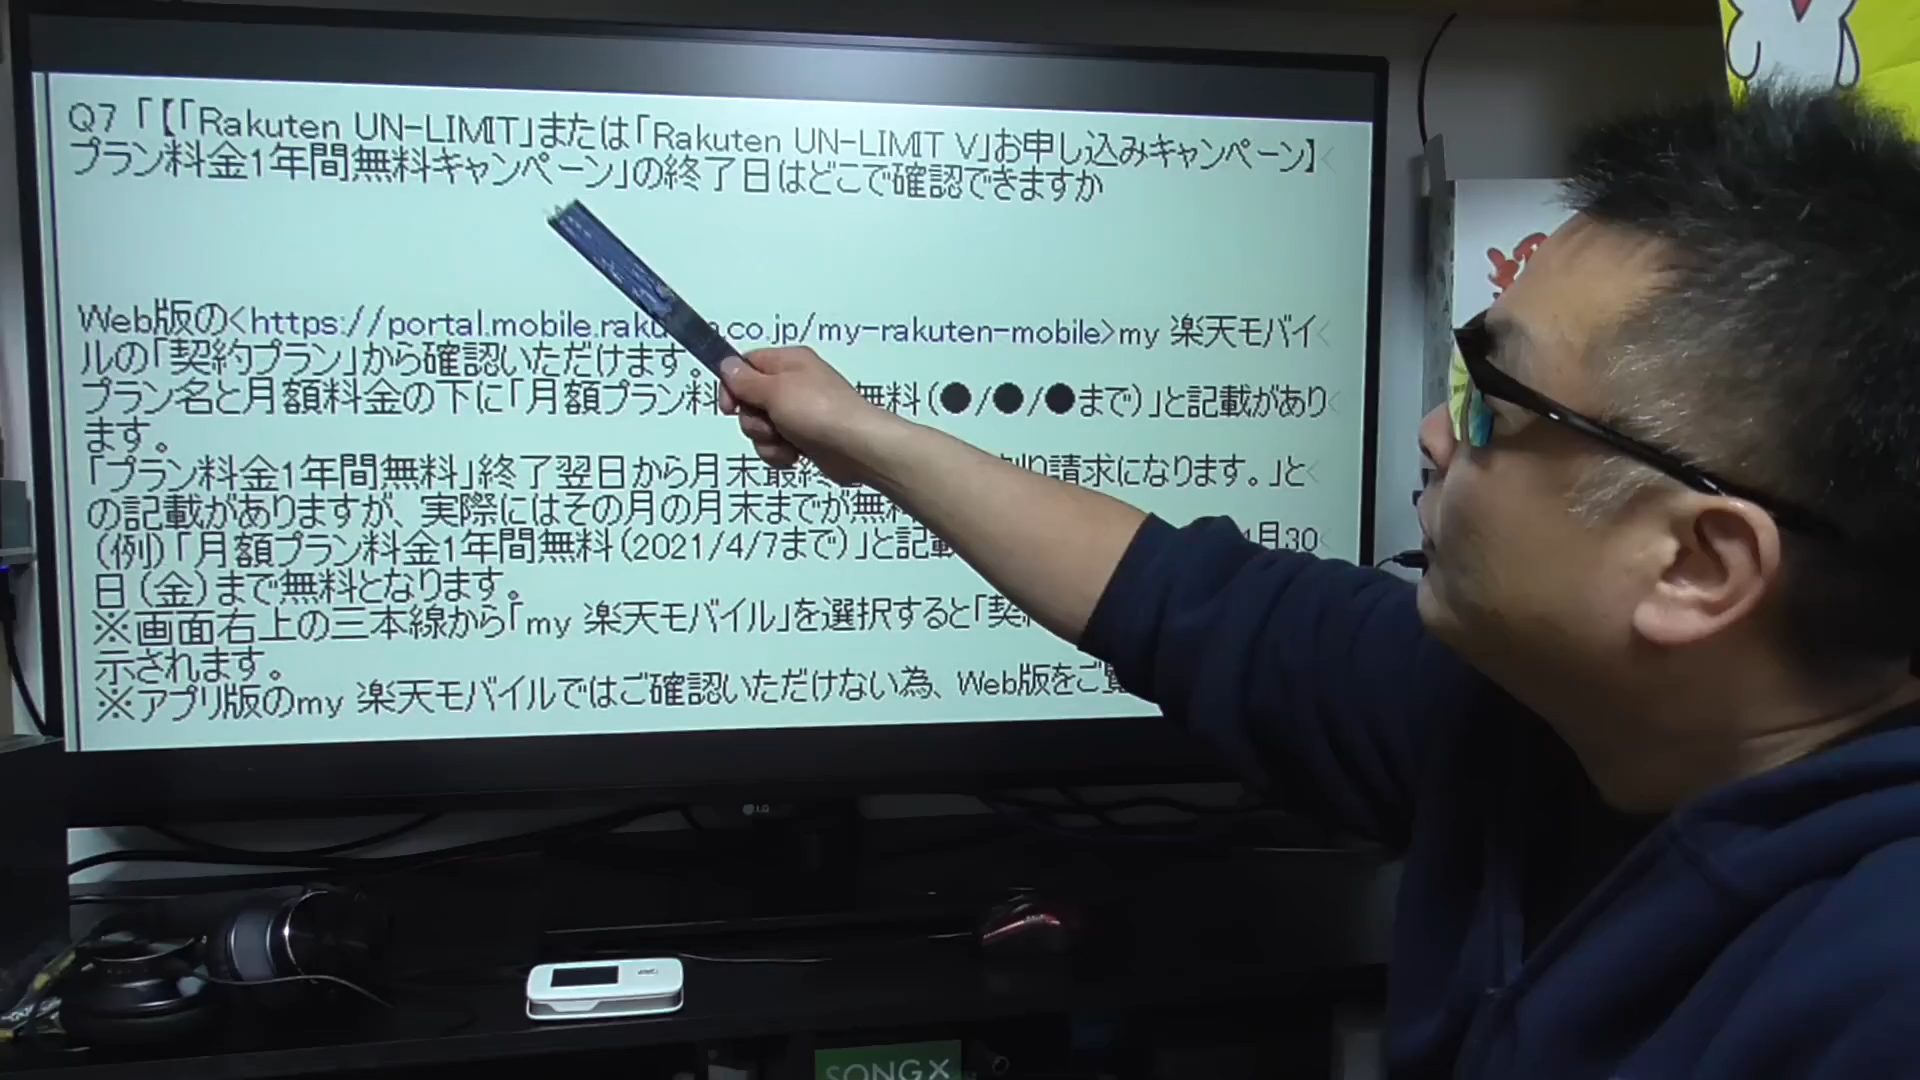 Q7 「【「Rakuten UN-LIMIT」または「Rakuten UN-LIMIT V」お申し込みキャンペーン】
プラン料金1年間無料キャンペーン」の終了日はどこで確認できますか
Web版の<https://portal.mobile.raku co.jp/my-rakuten-mobile>my 楽天モバイ
ルの「契約プラン」から確認いただけます。
プラン名と月額料金の下に「月額プラン料 無料(●/●/●まで)」と記載があり
ます。
「プラン料金1年間無料」終了翌日から月末最終 割り請求になります。」と
の記載がありますが、実際にはその月の月末までが無料
(例)「月額プラン料金1年間無料(2021/4/7まで)」と記載 月30
日(金)まで無料となります。
※画面右上の三本線から「my 楽天モバイル」を選択すると「契
示されます。
※アプリ版のmy 楽天モバイルではご確認いただけない為、Web版をご覧
LG
SONGX